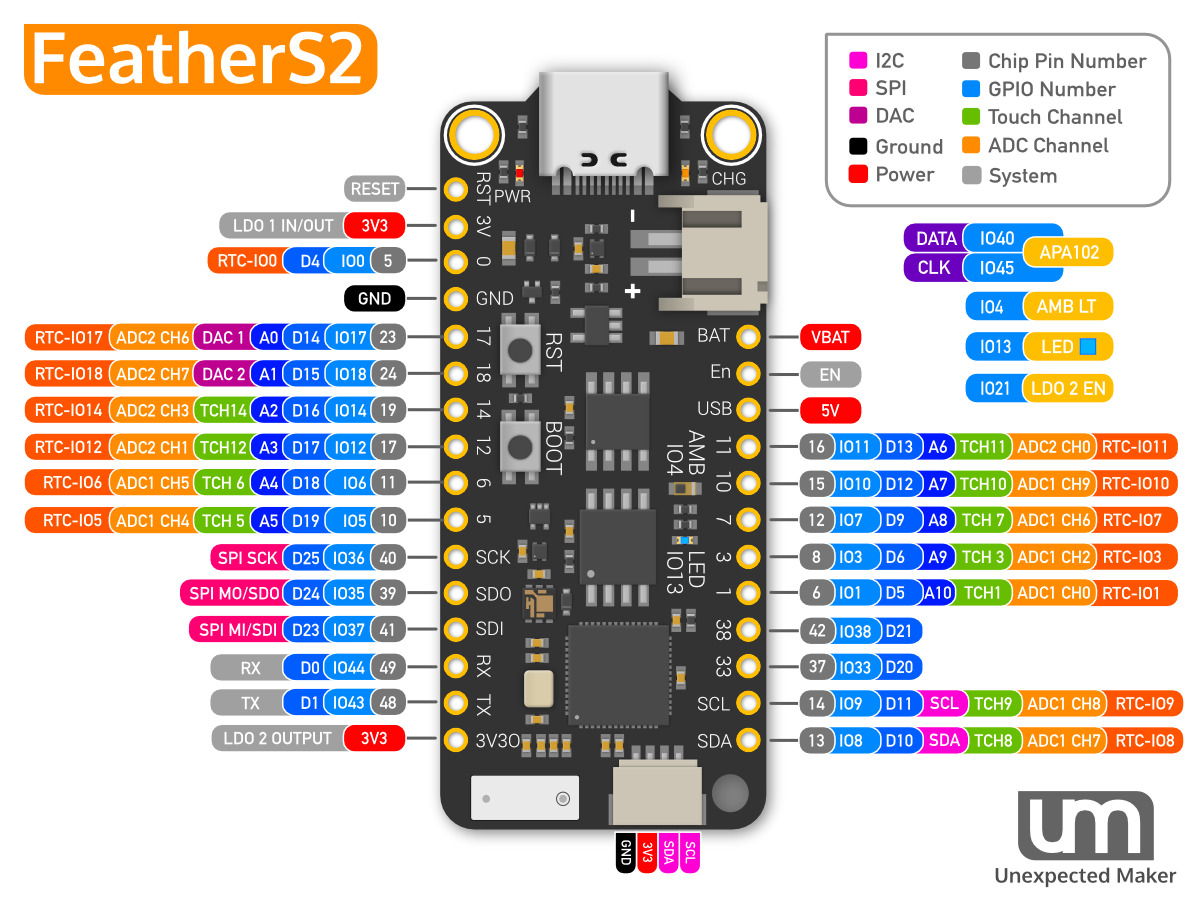 FeatherS2
I2C
SPI
DAC
Ground
Power
Chip Pin Number
GPIO Number
Touch Channel
ADC Channel
System
DATA IO40
CLK IO45
APA102
IO4 AMB LT
IO13 LED
IO21 LDO 2 EN
RESET
LDO 1 IN/OUT 3V3
RTC-IO0 D4 IO0 5
GND
RTC-IO17 ADC2 CH6 DAC 1 A0 D14 IO17 23
RTC-IO18 ADC2 CH7 DAC 2 A1 D15 IO18 24
RTC-IO14 ADC2 CH3 TCH14 A2 D16 IO14 19
RTC-IO12 ADC2 CH1 TCH12 A3 D17 IO12 17
RTC-IO6 ADC1 CH5 TCH 6 A4 D18 IO6 11
RTC-IO5 ADC1 CH4 TCH 5 A5 D19 IO5 10
SPI SCK D25 IO36 40
SPI MO/SDO D24 IO35 39
SPI MI/SDI D23 IO37 41
RX D0 IO44 49
TX D1 IO43 48
LDO 2 OUTPUT 3V3
RST
PWR
3V
0
GND
17
18
14
12
6
5
SCK
SDO
SDI
RX
TX
3V3O
RST
BOOT
CHG
-
+
BAT
En
USB
11
10
7
3
1
38
33
SCL
SDA
AMB
IO4
LED
IO13
VBAT
EN
5V
16 IO11 D13 A6 TCH11 ADC2 CH0 RTC-IO11
15 IO10 D12 A7 TCH10 ADC1 CH9 RTC-IO10
12 IO7 D9 A8 TCH 7 ADC1 CH6 RTC-IO7
8 IO3 D6 A9 TCH 3 ADC1 CH2 RTC-IO3
6 IO1 D5 A10 TCH1 ADC1 CH0 RTC-IO1
42 IO38 D21
37 IO33 D20
14 IO9 D11 SCL TCH9 ADC1 CH8 RTC-IO9
13 IO8 D10 SDA TCH8 ADC1 CH7 RTC-IO8
GND
3V3
SDA
SCL
um
Unexpected Maker